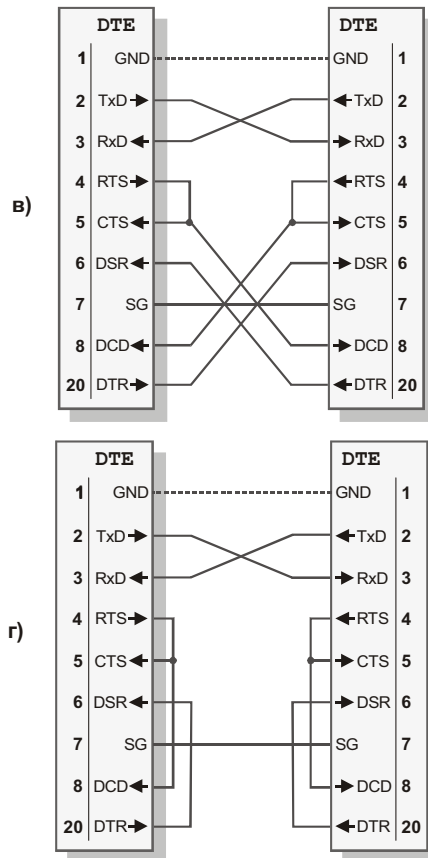 DTE DTE
1 GND GND 1
2 TxD TxD 2
3 RxD RxD 3
4 RTS RTS 4
в)
5 CTS CTS 5
6 DSR DSR 6
7 SG SG 7
8 DCD DCD 8
20 DTR DTR 20
DTE DTE
1 GND GND 1
2 TxD TxD 2
3 RxD RxD 3
4 RTS RTS 4
г)
5 CTS CTS 5
6 DSR DSR 6
7 SG SG 7
8 DCD DCD 8
20 DTR DTR 20